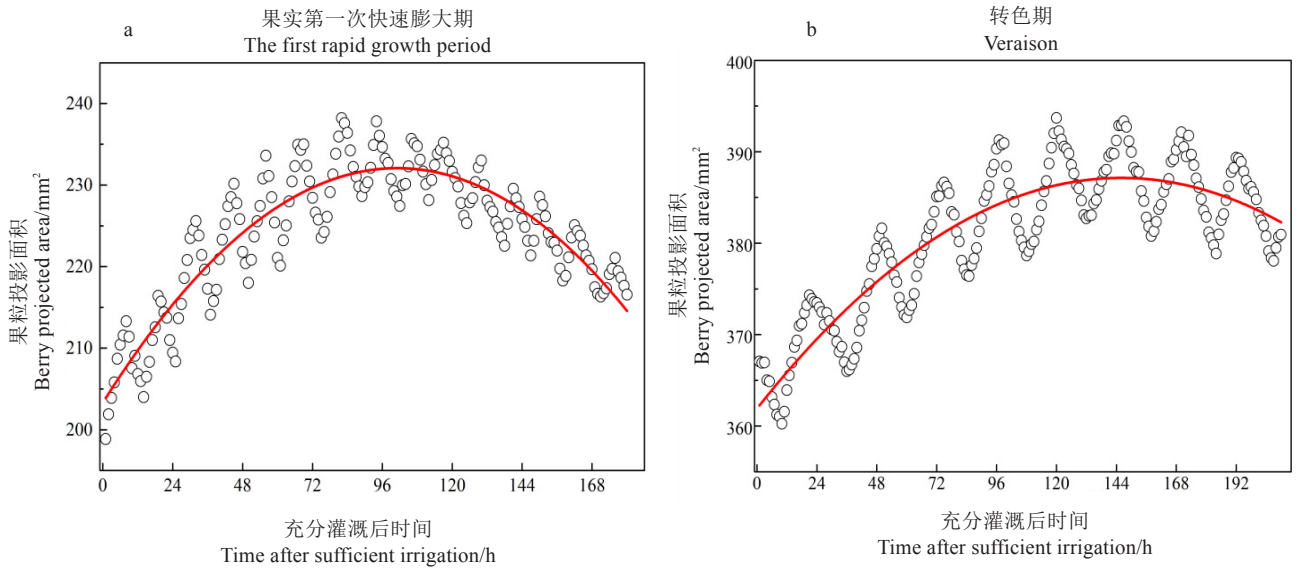 a
果实第一次快速膨大期
The first rapid growth period
果粒投影面积
Berry projected area/mm²
240
230
220
210
200
0 24 48 72 96 120 144 168
充分灌溉后时间
Time after sufficient irrigation/h
b
转色期
Veraison
果粒投影面积
Berry projected area/mm²
400
390
380
370
360
0 24 48 72 96 120 144 168 192
充分灌溉后时间
Time after sufficient irrigation/h